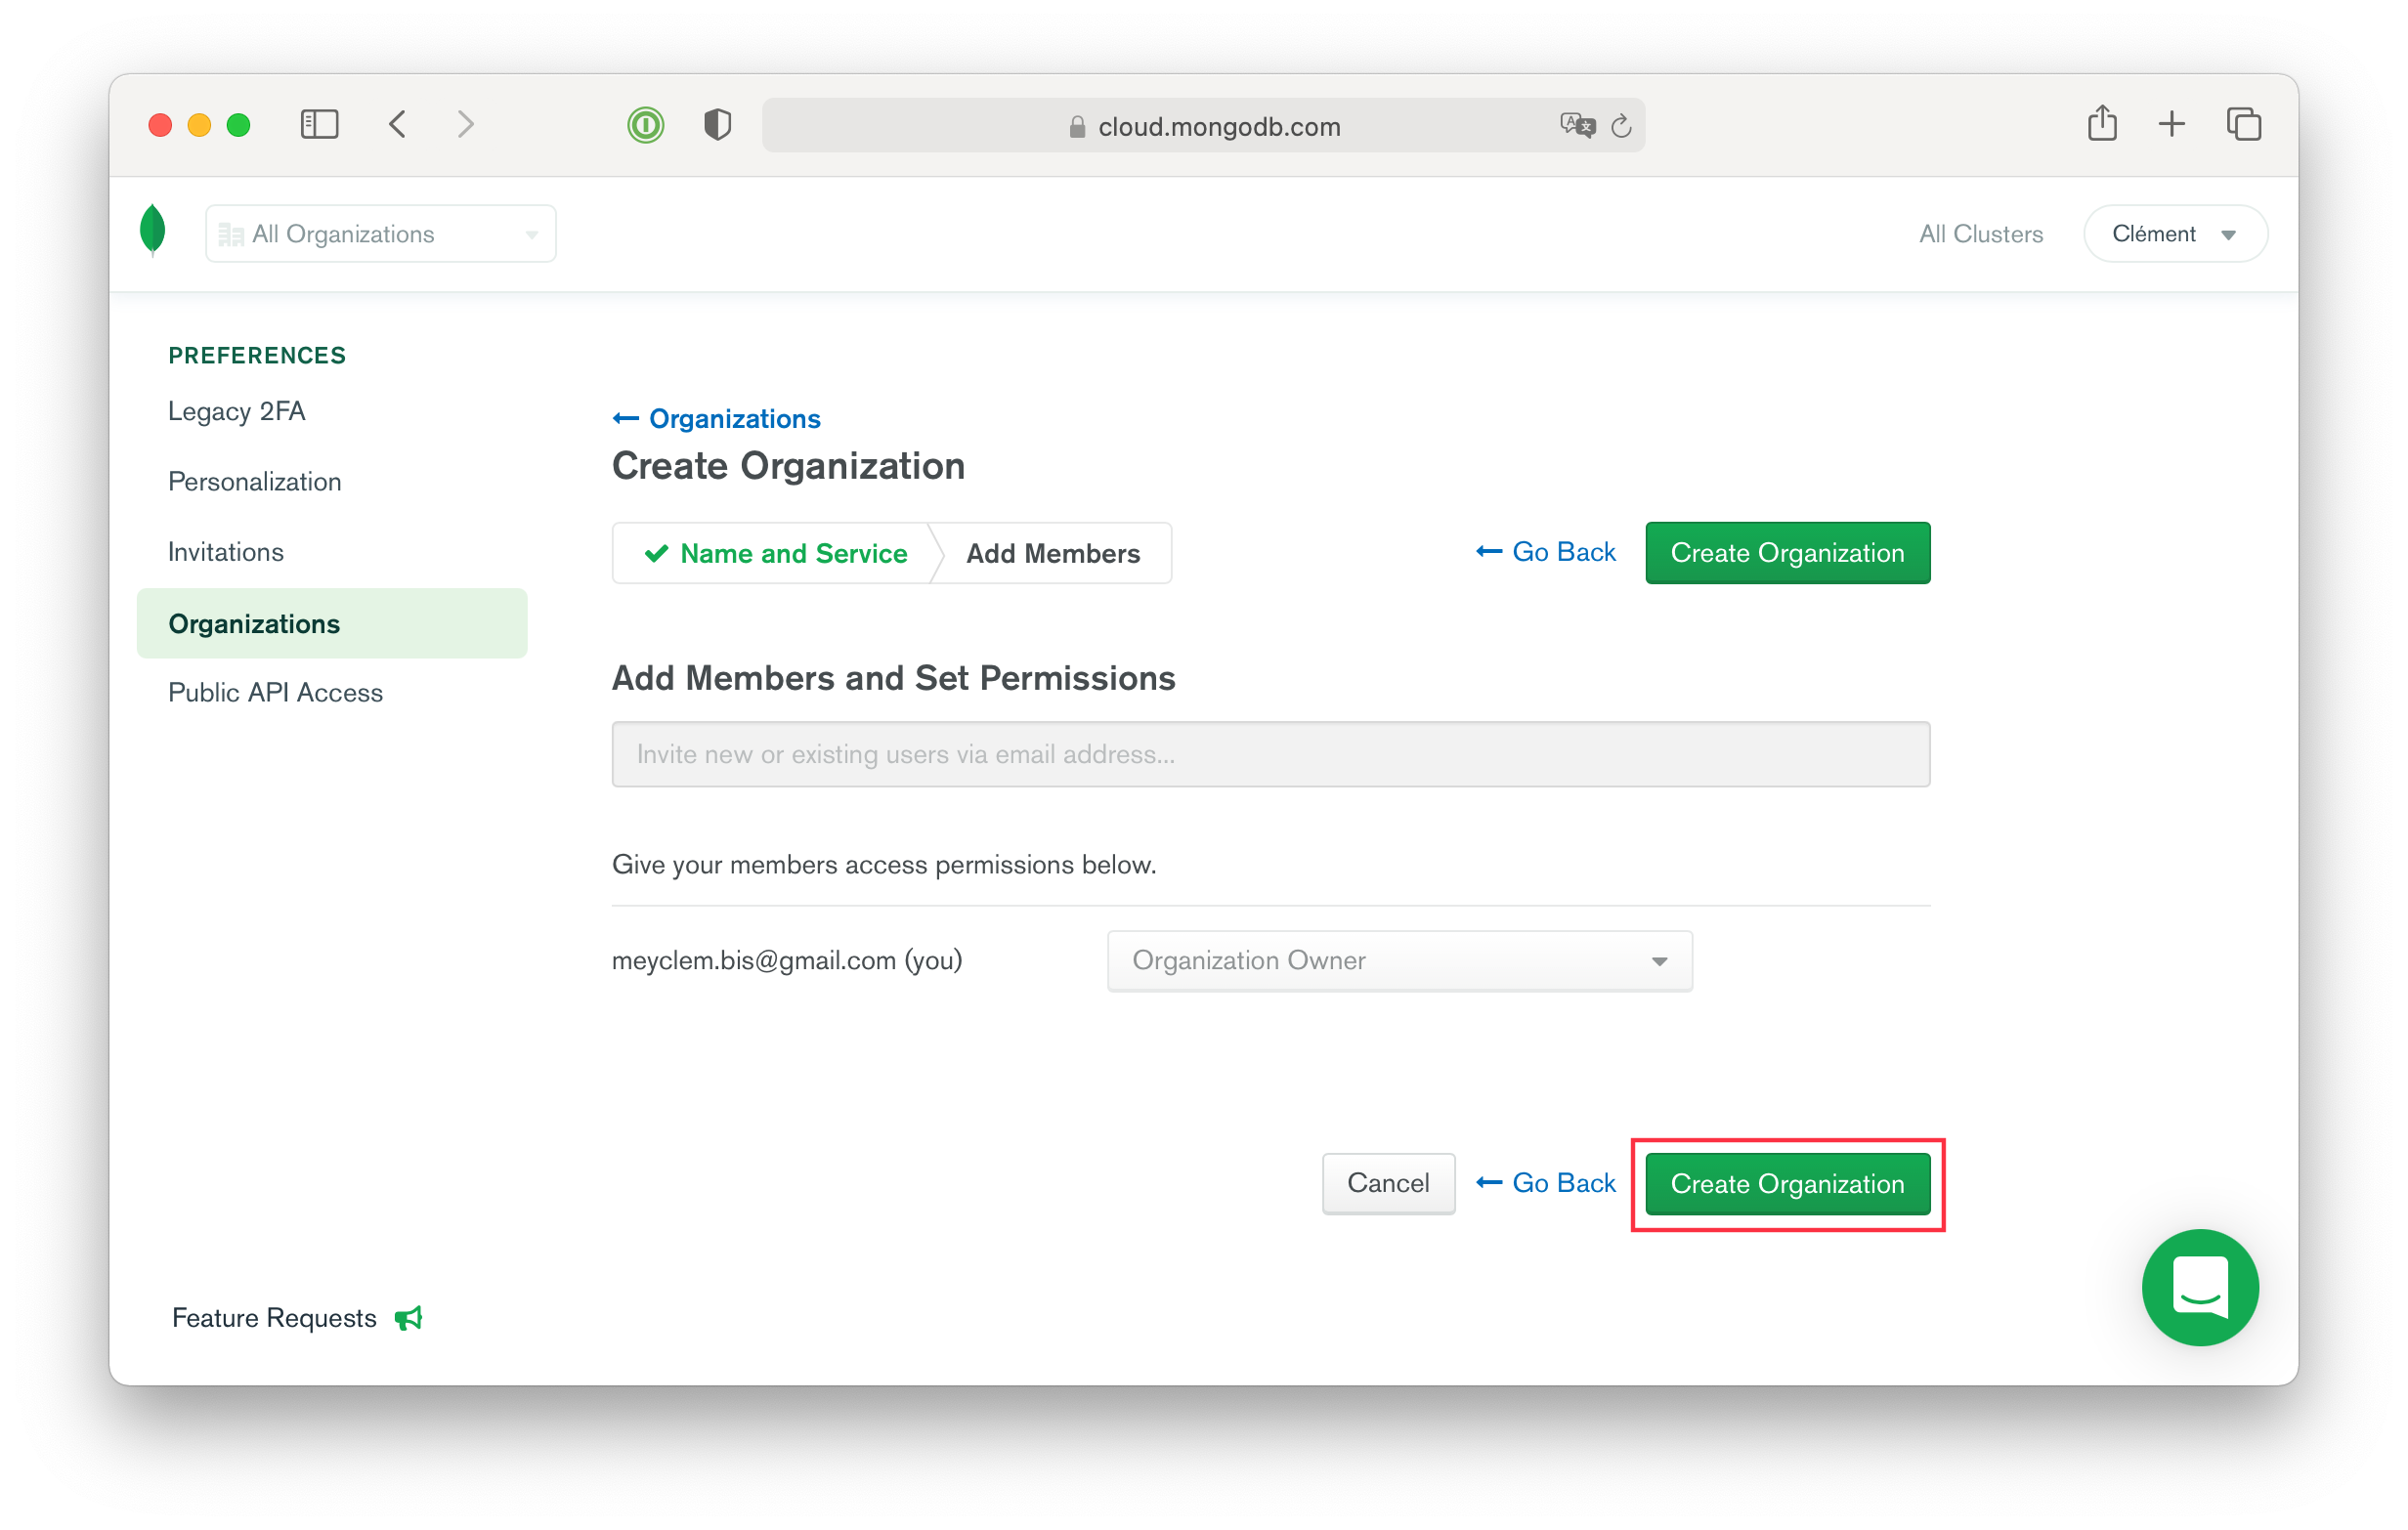 cloud.mongodb.com
All Organizations
All Clusters
Clément
PREFERENCES
Legacy 2FA
Personalization
Invitations
Organizations
Public API Access
Organizations
Create Organization
Name and Service
Add Members
Go Back
Create Organization
Add Members and Set Permissions
Invite new or existing users via email address...
Give your members access permissions below.
meyclem.bis@gmail.com (you)
Organization Owner
Cancel
Go Back
Create Organization
Feature Requests